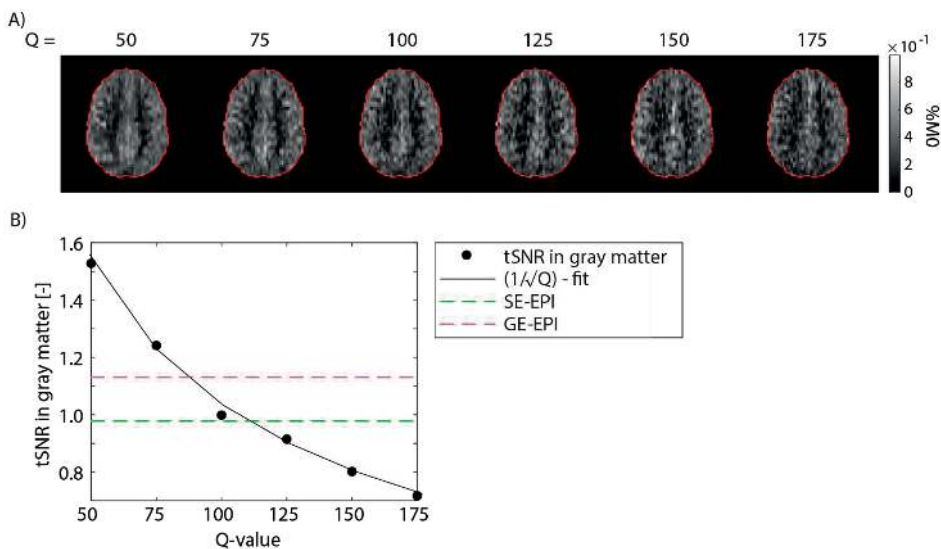 A)
Q = 50 75 100 125 150 175
×10⁻¹
8
6
4
2
0
%M0
B)
1.6
1.4
1.2
1.0
0.8
tSNR in gray matter [-]
50 75 100 125 150 175
Q-value
tSNR in gray matter
(1/√Q) - fit
SE-EPI
GE-EPI